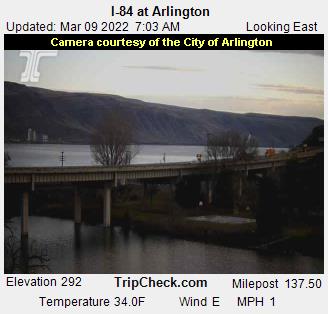 I-84 at Arlington
Updated: Mar 09 2022 7:03 AM Looking East
Camera courtesy of the City of Arlington
Elevation 292 TripCheck.com Milepost 137.50
Temperature 34.0F Wind E MPH 1